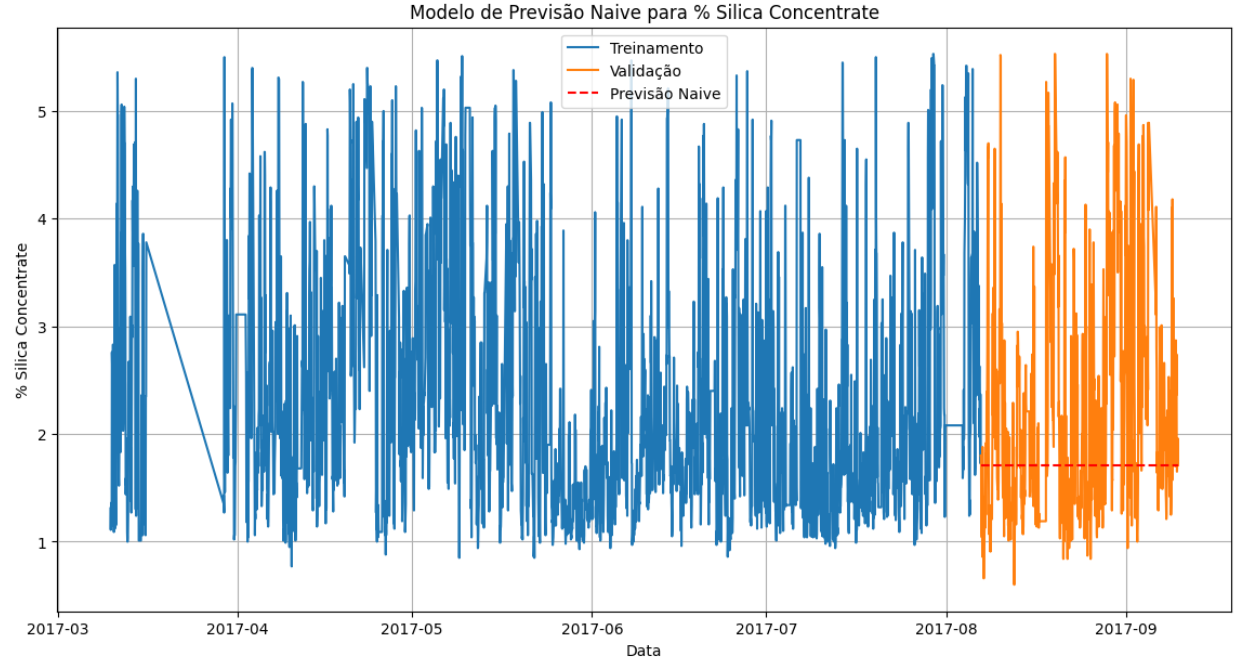 Modelo de Previsão Naive para % Silica Concentrate
Treinamento
Validação
Previsão Naive
% Silica Concentrate
5
4
3
2
1
2017-03
2017-04
2017-05
2017-06
2017-07
2017-08
2017-09
Data